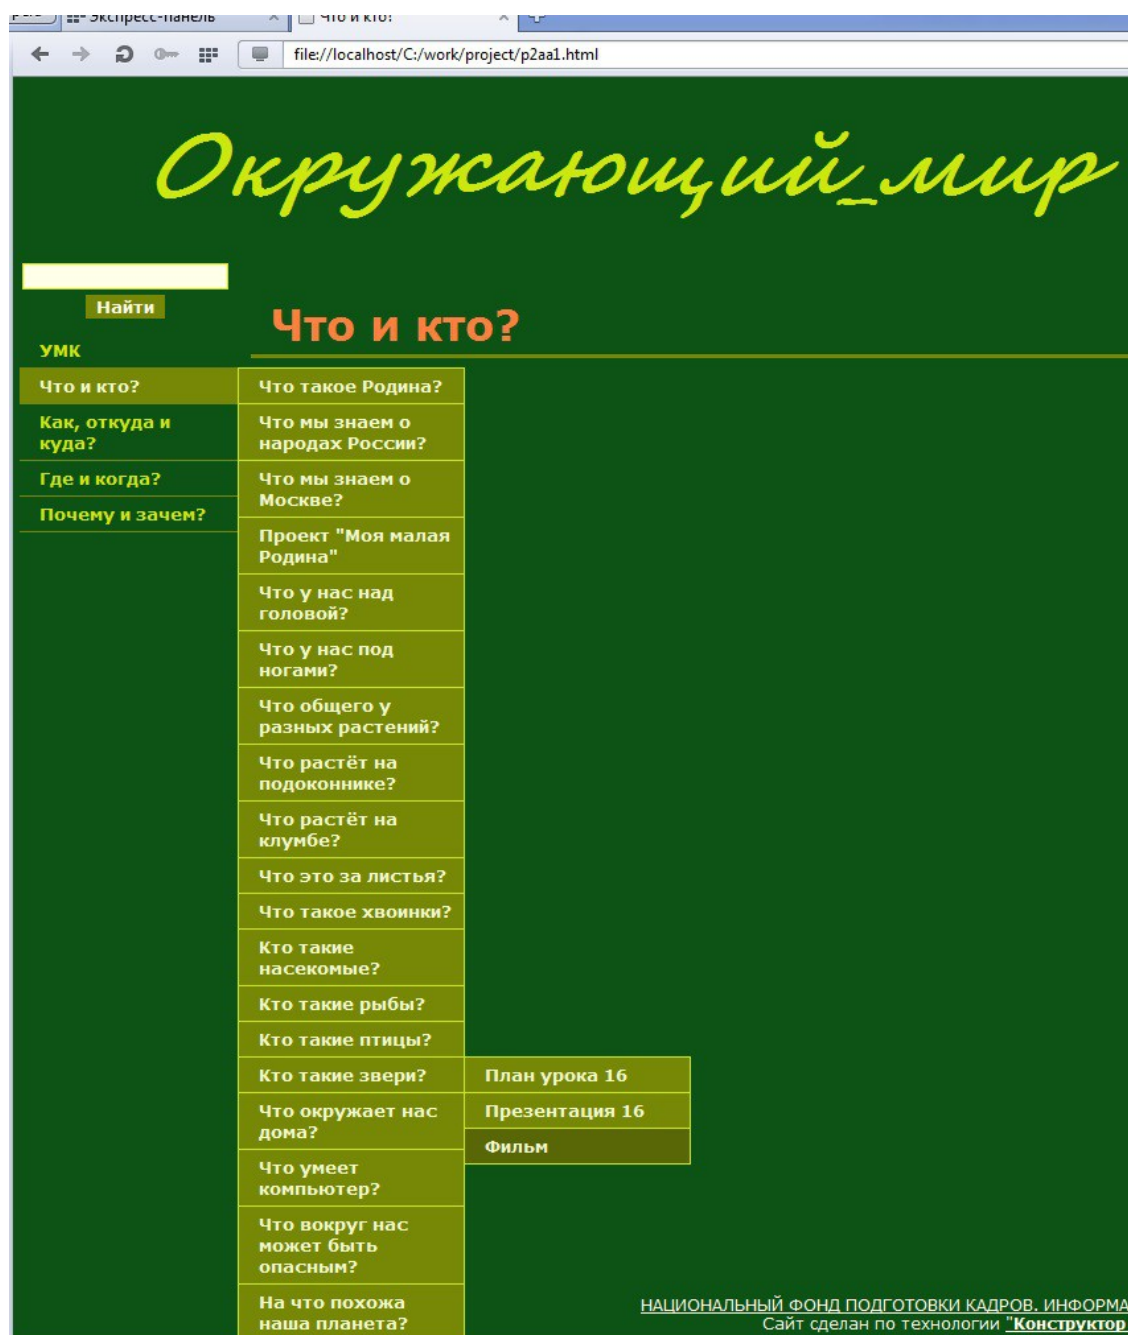 Экспресс-панель
Что и кто?
file://localhost/C:/work/project/p2aa1.html
Окружающий_мир
Найти
Что и кто?
УМК
Что и кто?
Как, откуда и
куда?
Где и когда?
Почему и зачем?
Что такое Родина?
Что мы знаем о
народах России?
Что мы знаем о
Москве?
Проект "Моя малая
Родина"
Что у нас над
головой?
Что у нас под
ногами?
Что общего у
разных растений?
Что растёт на
подоконнике?
Что растёт на
клумбе?
Что это за листья?
Что такое хвоинки?
Кто такие
насекомые?
Кто такие рыбы?
Кто такие птицы?
Кто такие звери?
План урока 16
Презентация 16
Фильм
Что окружает нас
дома?
Что умеет
компьютер?
Что вокруг нас
может быть
опасным?
На что похожа
наша планета?
НАЦИОНАЛЬНЫЙ ФОНД ПОДГОТОВКИ КАДРОВ. ИНФОРМА
Сайт сделан по технологии "Конструктор